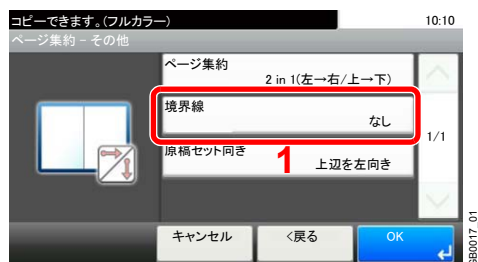 コピーできます。(フルカラー)
10:10
ページ集約 - その他
ページ集約
2 in 1(左→右/上→下)
境界線
なし
1/1
原稿セット向き
1
上辺を左向き
キャンセル
<戻る
OK